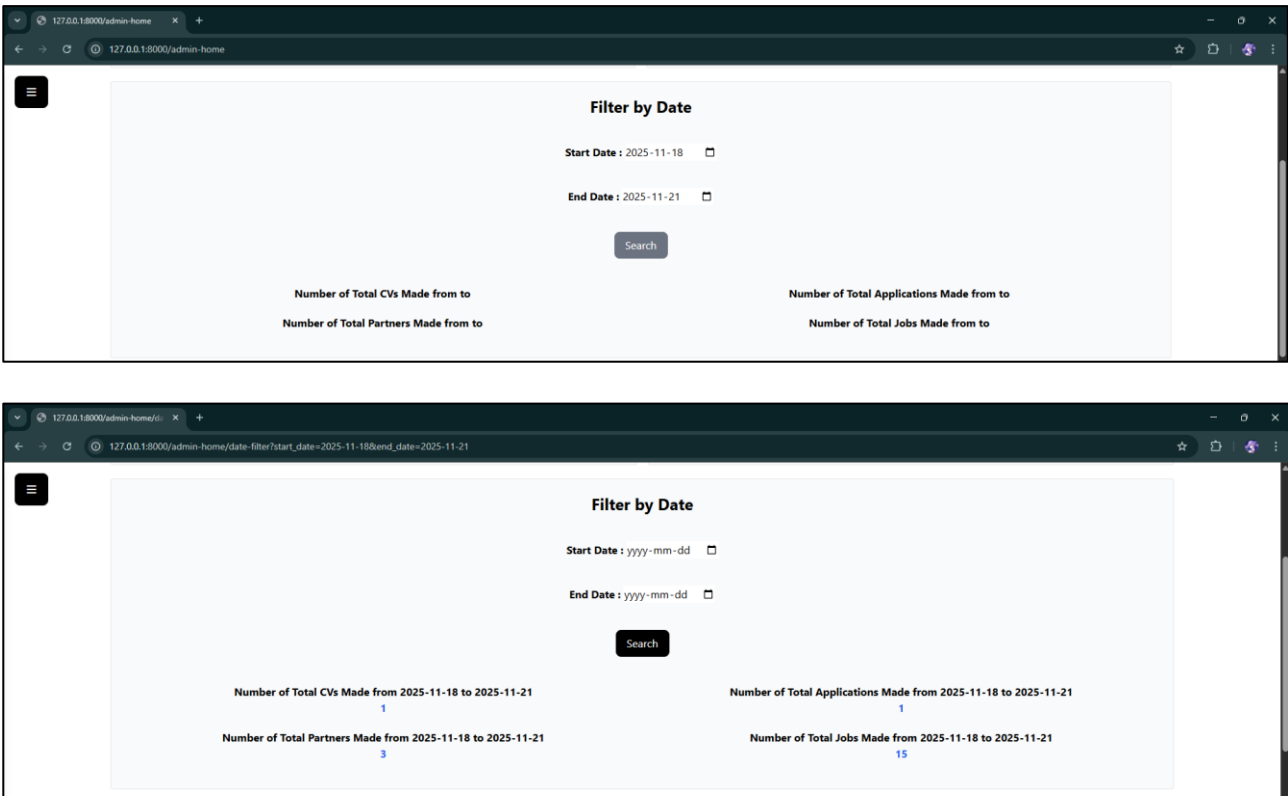 127.0.0.1:8000/admin-home
127.0.0.1:8000/admin-home
Filter by Date
Start Date : 2025-11-18
End Date : 2025-11-21
Search
Number of Total CVs Made from to
Number of Total Applications Made from to
Number of Total Partners Made from to
Number of Total Jobs Made from to
127.0.0.1:8000/admin-home/d
127.0.0.1:8000/admin-home/date-filter?start_date=2025-11-18&end_date=2025-11-21
Filter by Date
Start Date : yyyy-mm-dd
End Date : yyyy-mm-dd
Search
Number of Total CVs Made from 2025-11-18 to 2025-11-21
1
Number of Total Applications Made from 2025-11-18 to 2025-11-21
1
Number of Total Partners Made from 2025-11-18 to 2025-11-21
3
Number of Total Jobs Made from 2025-11-18 to 2025-11-21
15